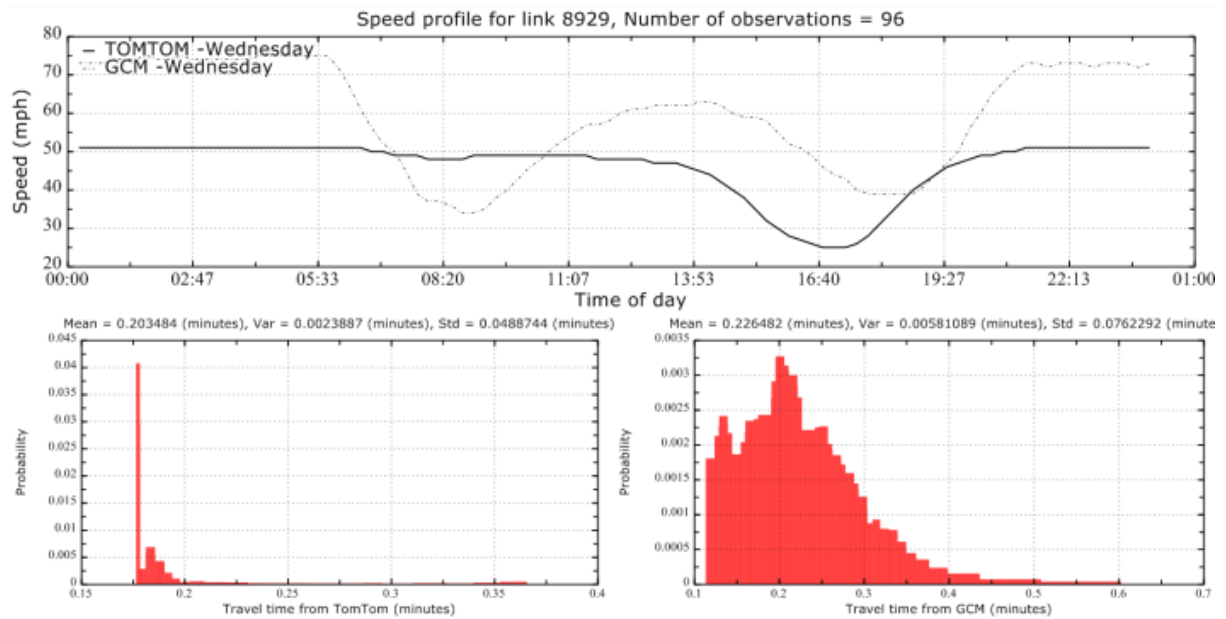 Speed profile for link 8929, Number of observations = 96
80
70
60
50
40
30
20
Speed (mph)
TOMTOM -Wednesday
GCM -Wednesday
00:00 02:47 05:33 08:20 11:07 13:53 16:40 19:27 22:13 01:00
Time of day
Mean = 0.203484 (minutes), Var = 0.0023887 (minutes), Std = 0.0488744 (minutes)
0.045
0.04
0.035
0.03
0.025
0.02
0.015
0.01
0.005
0
Probability
0.15 0.2 0.25 0.3 0.35 0.4
Travel time from TomTom (minutes)
Mean = 0.226482 (minutes), Var = 0.00581089 (minutes), Std = 0.0762292 (minute
0.0035
0.003
0.0025
0.002
0.0015
0.001
0.0005
0
Probability
0.1 0.2 0.3 0.4 0.5 0.6 0.7
Travel time from GCM (minutes)